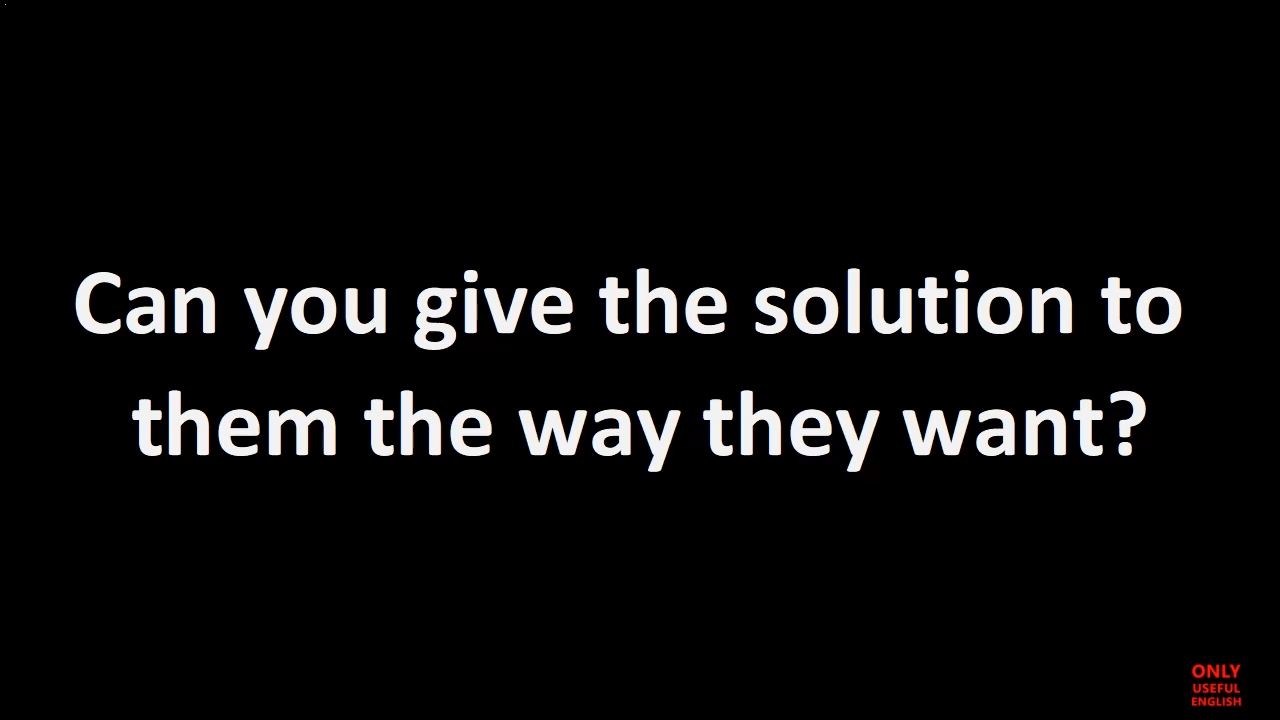 Can you give the solution to
them the way they want?
ONLY
USEFUL
ENGLISH